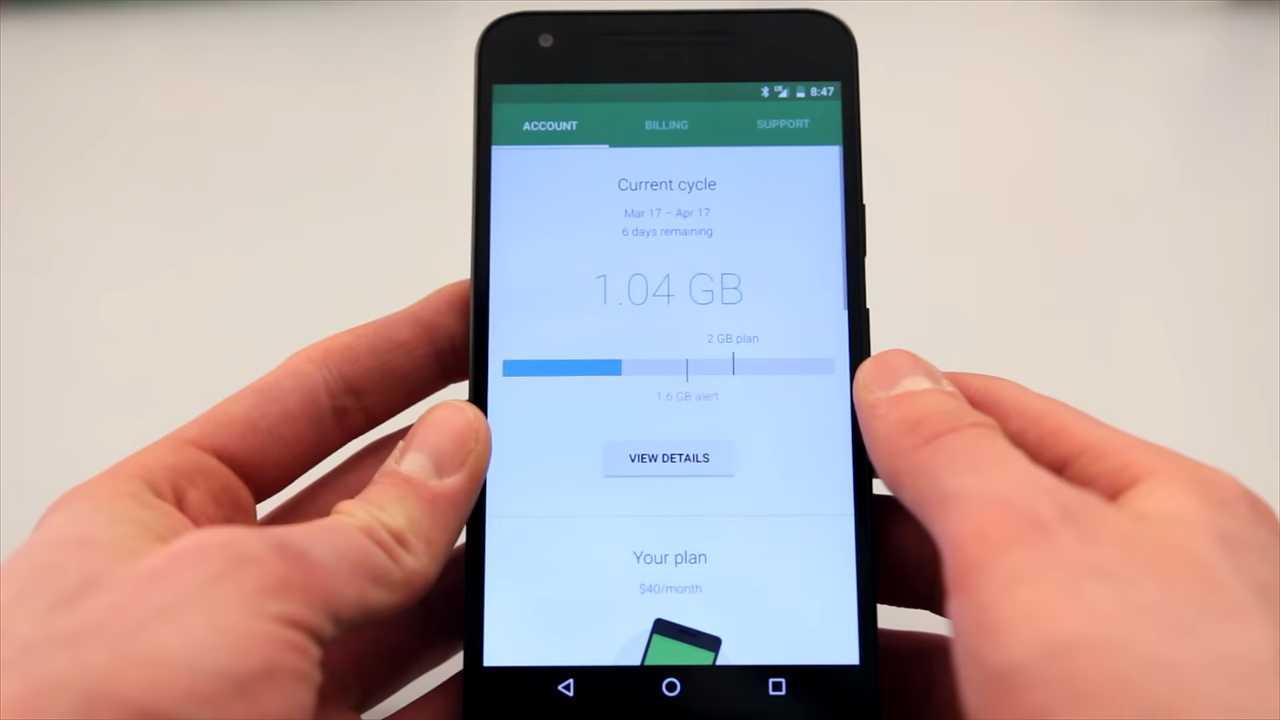 LTE 8:47
ACCOUNT BILLING SUPPORT
Current cycle
Mar 17 – Apr 17
6 days remaining
1.04 GB
2 GB plan
1.6 GB alert
VIEW DETAILS
Your plan
$40/month